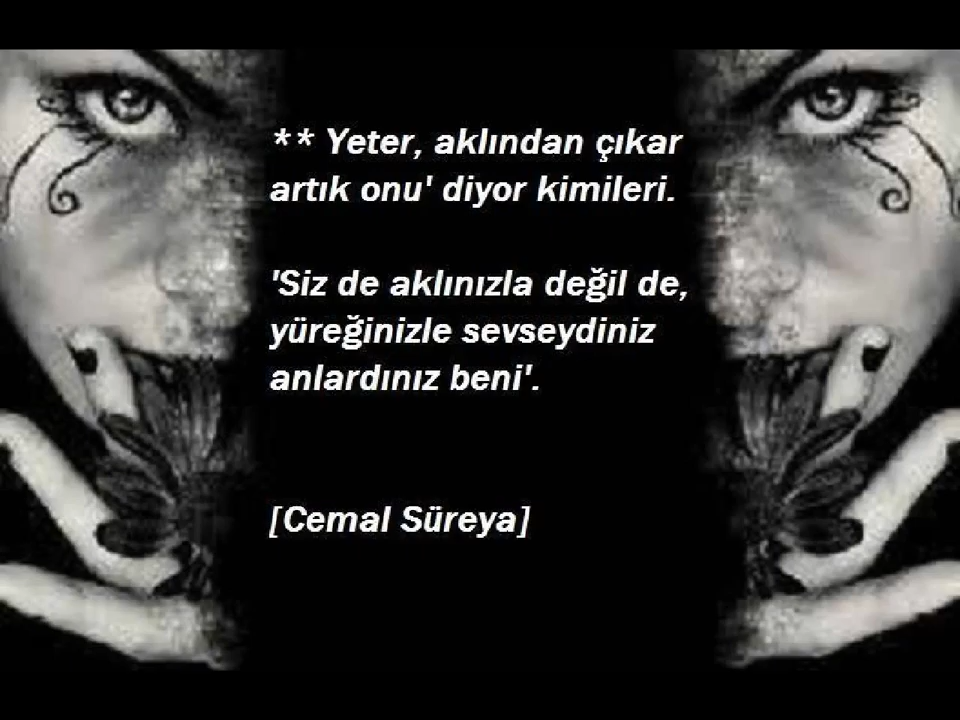 ** Yeter, aklından çıkar
artık onu' diyor kimileri.
'Siz de aklınızla değil de,
yüreğinizle sevseydiniz
anlardınız beni'.
[Cemal Süreya]